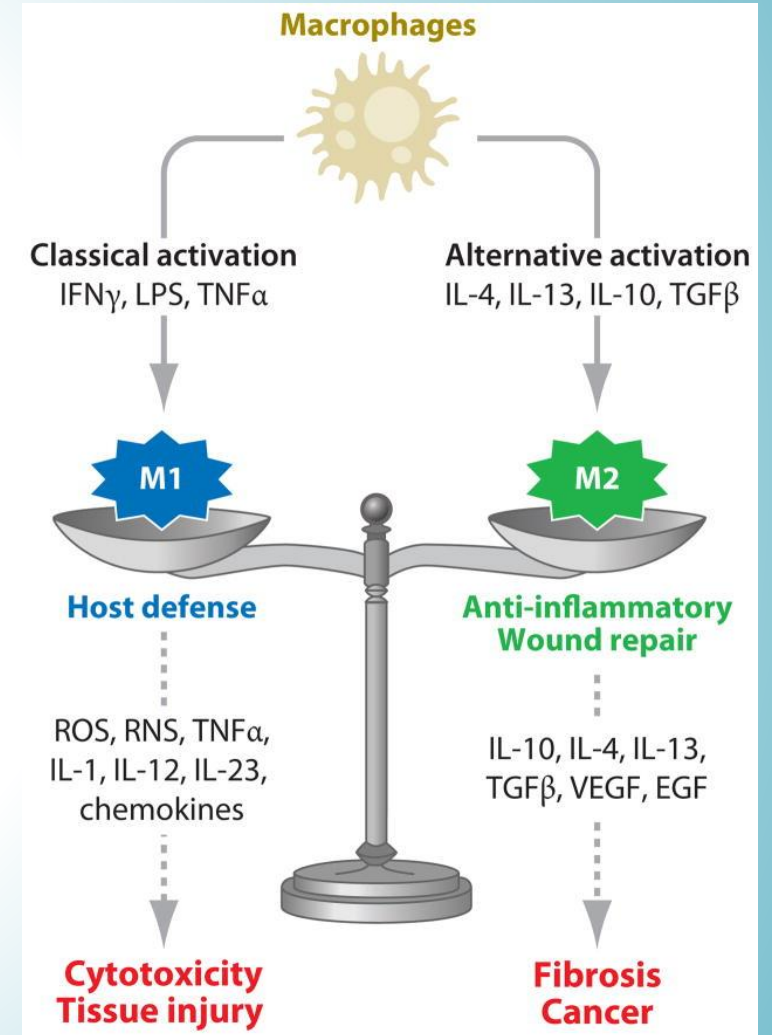 Macrophages
Classical activation
IFNγ, LPS, TNFα
Alternative activation
IL-4, IL-13, IL-10, TGFβ
M1
M2
Host defense
Anti-inflammatory
Wound repair
ROS, RNS, TNFα,
IL-1, IL-12, IL-23,
chemokines
IL-10, IL-4, IL-13,
TGFβ, VEGF, EGF
Cytotoxicity
Tissue injury
Fibrosis
Cancer